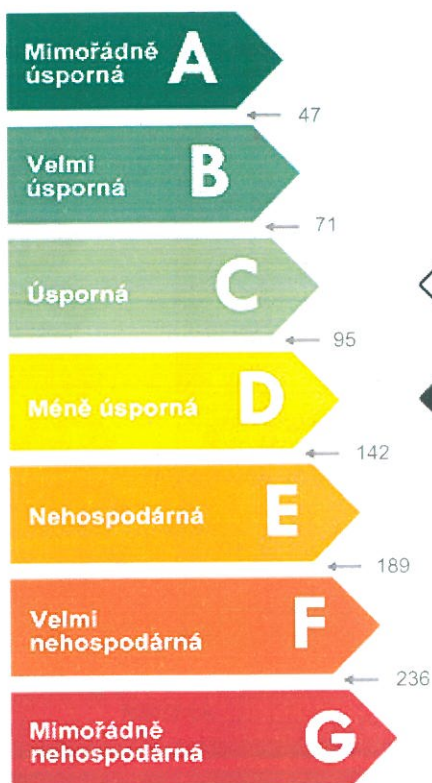 Mimořádně
úsporná A
← 47
Velmi
úsporná B
← 71
Úsporná C
← 95
Méně úsporná D
← 142
Nehospodárná E
← 189
Velmi
nehospodárná F
← 236
Mimořádně
nehospodárná G